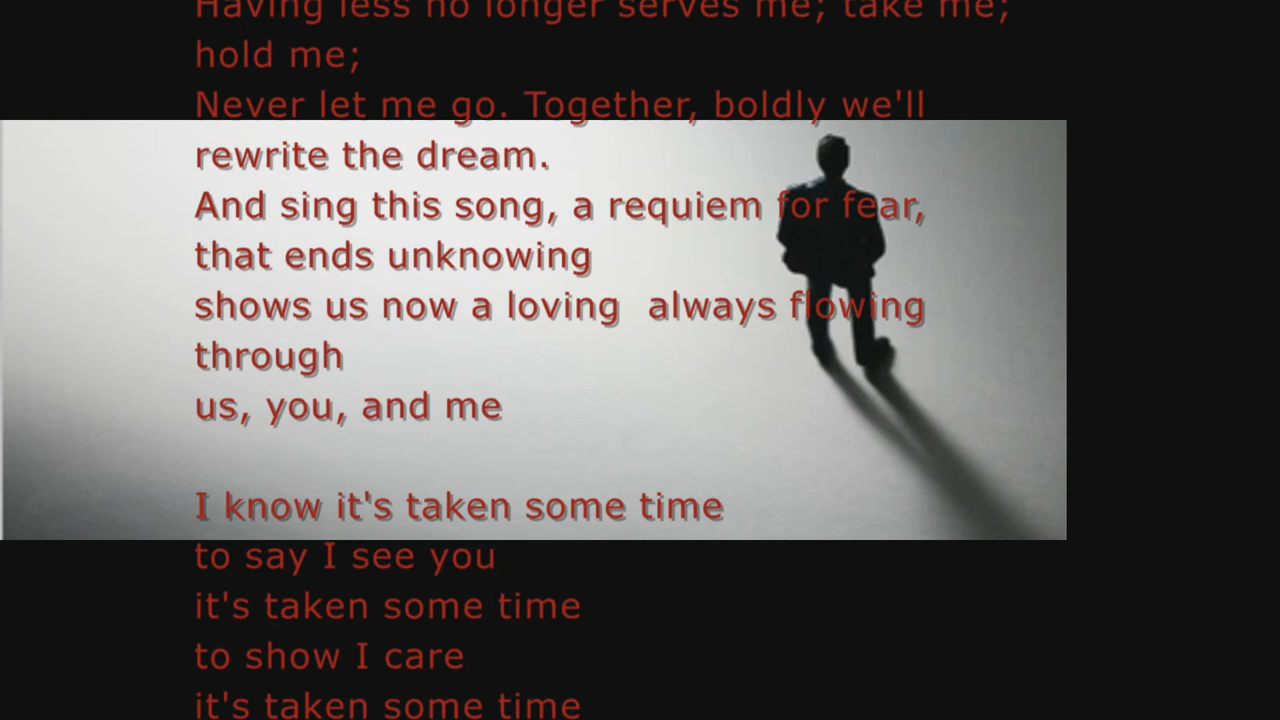 Having less no longer serves me; take me;
hold me;
Never let me go. Together, boldly we'll
rewrite the dream.
And sing this song, a requiem for fear,
that ends unknowing
shows us now a loving  always flowing
through
us, you, and me
I know it's taken some time
to say I see you
it's taken some time
to show I care
it's taken some time